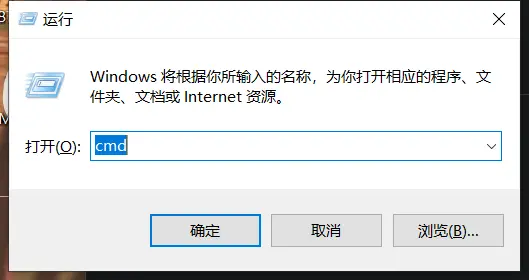 运行
Windows 将根据你所输入的名称，为你打开相应的程序、文
件夹、文档或 Internet 资源。
打开(O): cmd
确定 取消 浏览(B)...